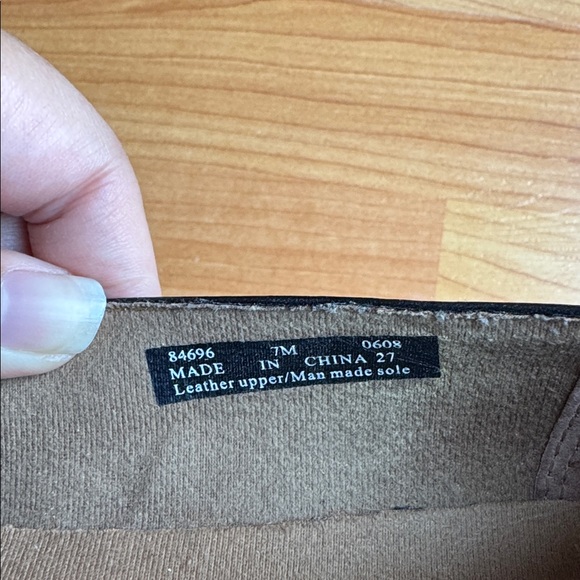 84696 7M 0608
MADE IN CHINA 27
Leather upper/Man made sole